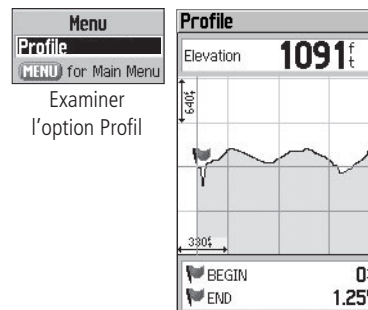 Menu
Profile
MENU for Main Menu
Examiner
l'option Profil
Profile
Elevation 1091 ft
640ft
330ft
BEGIN
END 1.25